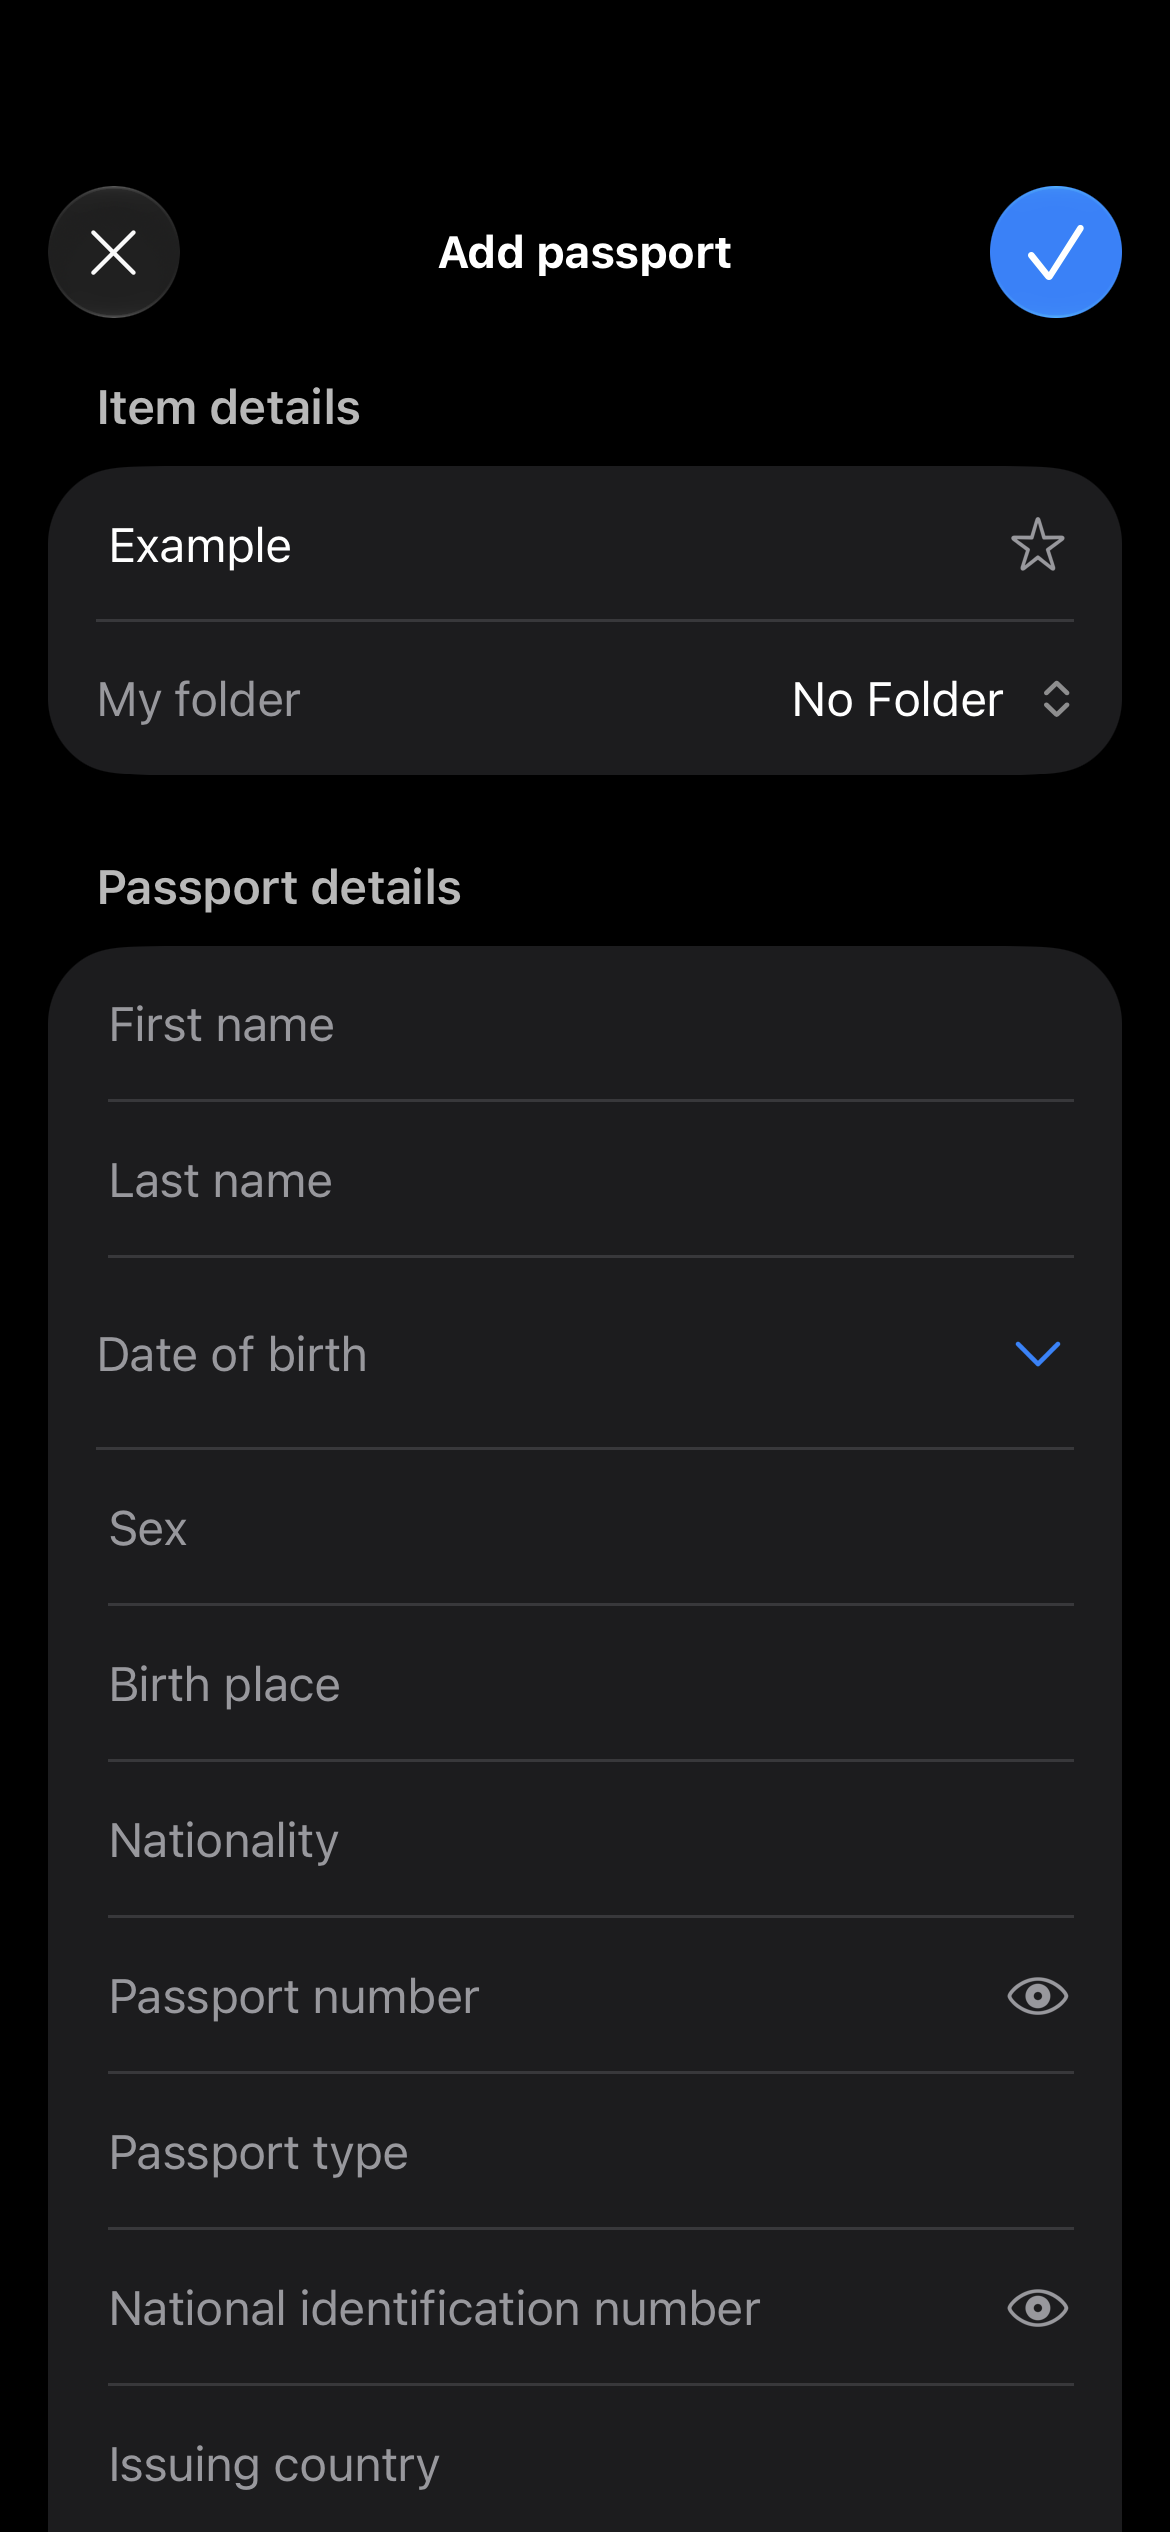 Add passport
Item details
Example
My folder No Folder
Passport details
First name
Last name
Date of birth
Sex
Birth place
Nationality
Passport number
Passport type
National identification number
Issuing country